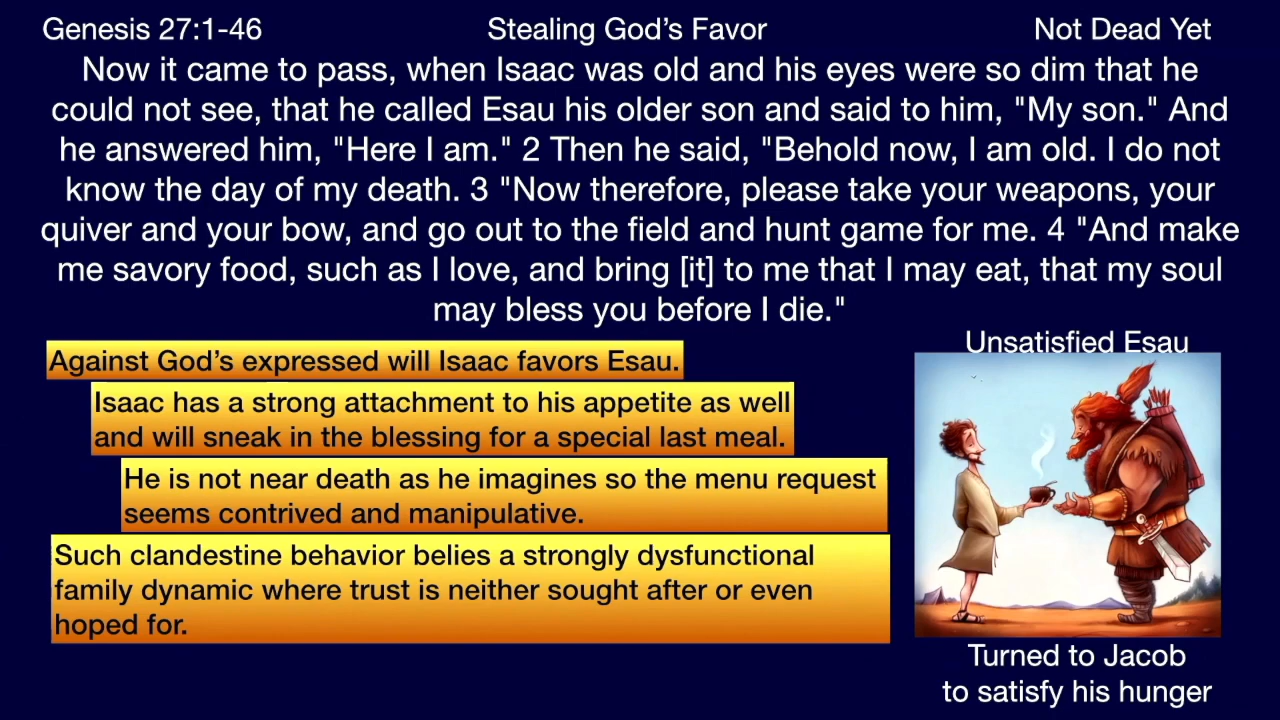 Genesis 27:1-46
Stealing God’s Favor
Not Dead Yet
Now it came to pass, when Isaac was old and his eyes were so dim that he
could not see, that he called Esau his older son and said to him, "My son." And
he answered him, "Here I am." 2 Then he said, "Behold now, I am old. I do not
know the day of my death. 3 "Now therefore, please take your weapons, your
quiver and your bow, and go out to the field and hunt game for me. 4 "And make
me savory food, such as I love, and bring [it] to me that I may eat, that my soul
may bless you before I die."
Against God’s expressed will Isaac favors Esau.
Isaac has a strong attachment to his appetite as well
and will sneak in the blessing for a special last meal.
He is not near death as he imagines so the menu request
seems contrived and manipulative.
Such clandestine behavior belies a strongly dysfunctional
family dynamic where trust is neither sought after or even
hoped for.
Unsatisfied Esau
Turned to Jacob
to satisfy his hunger